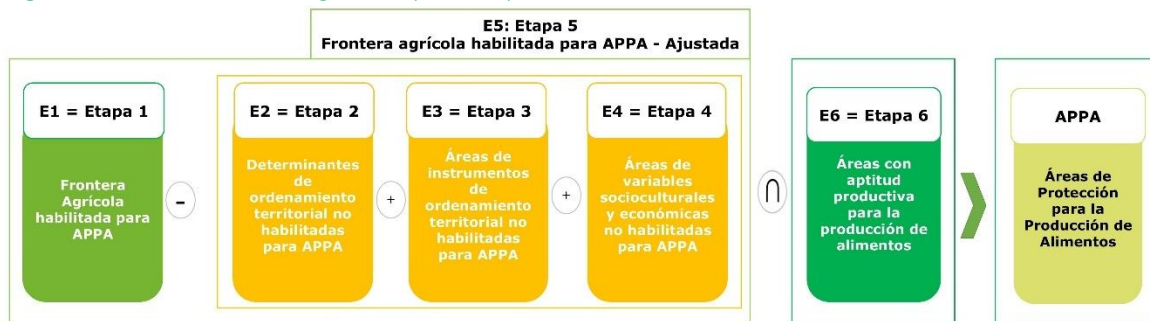 E5: Etapa 5
Frontera agrícola habilitada para APPA - Ajustada
E1 = Etapa 1
Frontera
Agrícola
habilitada para
APPA
-
E2 = Etapa 2
Determinantes
de
ordenamiento
territorial no
habilitadas
para APPA
+
E3 = Etapa 3
Áreas de
instrumentos
de
ordenamiento
territorial no
habilitadas
para APPA
+
E4 = Etapa 4
Áreas de
variables
socioculturales
y económicas
no habilitadas
para APPA
∩
E6 = Etapa 6
Áreas con
aptitud
productiva
para la
producción de
alimentos
APPA
Áreas de
Protección
para la
Producción de
Alimentos